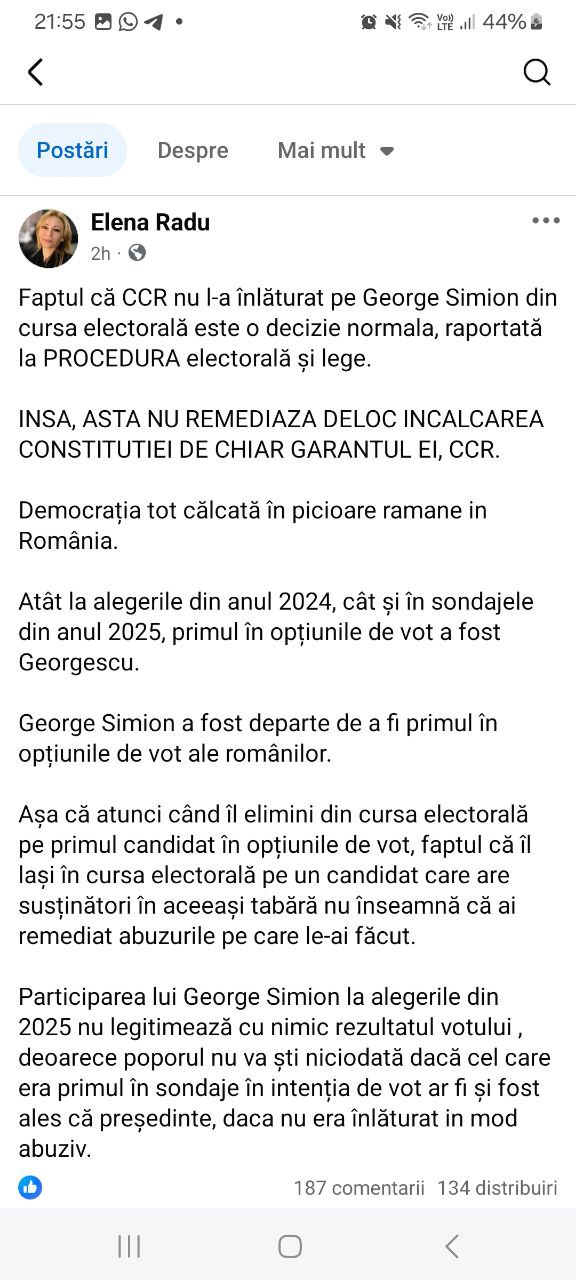 21:55
Vo))
LTE
44%
Postări Despre Mai mult
Elena Radu
2h ·
Faptul că CCR nu l-a înlăturat pe George Simion din
cursa electorală este o decizie normala, raportată
la PROCEDURA electorală și lege.
INSA, ASTA NU REMEDIAZA DELOC INCALCAREA
CONSTITUTIEI DE CHIAR GARANTUL EI, CCR.
Democrația tot călcată în picioare ramane in
România.
Atât la alegerile din anul 2024, cât și în sondajele
din anul 2025, primul în opțiunile de vot a fost
Georgescu.
George Simion a fost departe de a fi primul în
opțiunile de vot ale românilor.
Așa că atunci când îl elimini din cursa electorală
pe primul candidat în opțiunile de vot, faptul că îl
lași în cursa electorală pe un candidat care are
susținători în aceeași tabără nu înseamnă că ai
remediat abuzurile pe care le-ai făcut.
Participarea lui George Simion la alegerile din
2025 nu legitimează cu nimic rezultatul votului ,
deoarece poporul nu va ști niciodată dacă cel care
era primul în sondaje în intenția de vot ar fi și fost
ales că președinte, daca nu era înlăturat in mod
abuziv.
187 comentarii 134 distribuiri